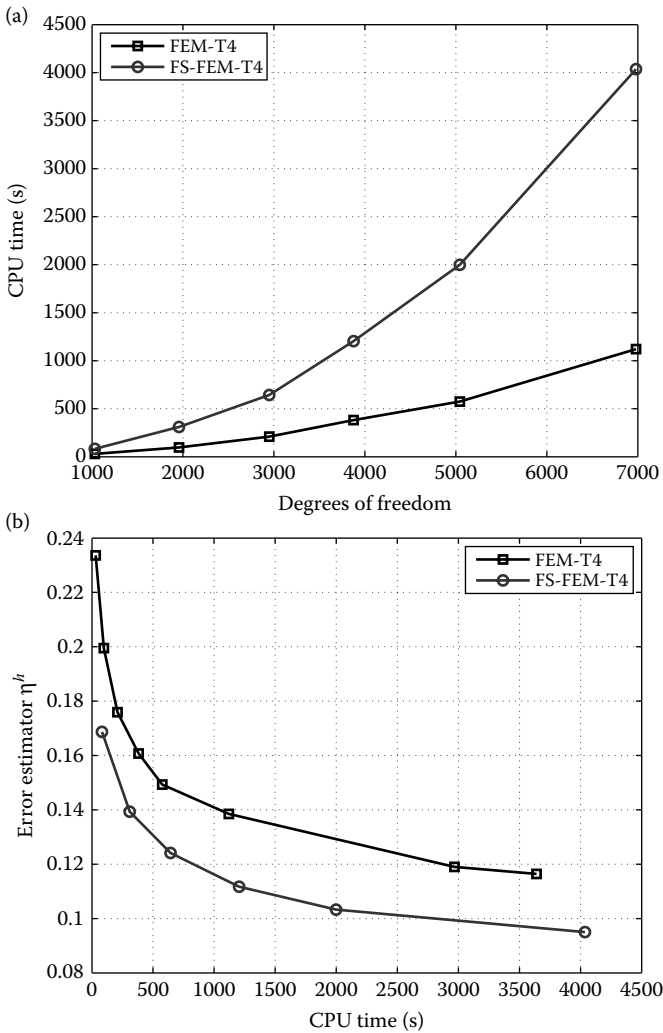 (a)
4500
4000
3500
3000
2500
2000
1500
1000
500
0
CPU time (s)
FEM-T4
FS-FEM-T4
1000 2000 3000 4000 5000 6000 7000
Degrees of freedom
(b)
0.24
0.22
0.2
0.18
0.16
0.14
0.12
0.1
0.08
Error estimator ηʰ
FEM-T4
FS-FEM-T4
0 500 1000 1500 2000 2500 3000 3500 4000 4500
CPU time (s)